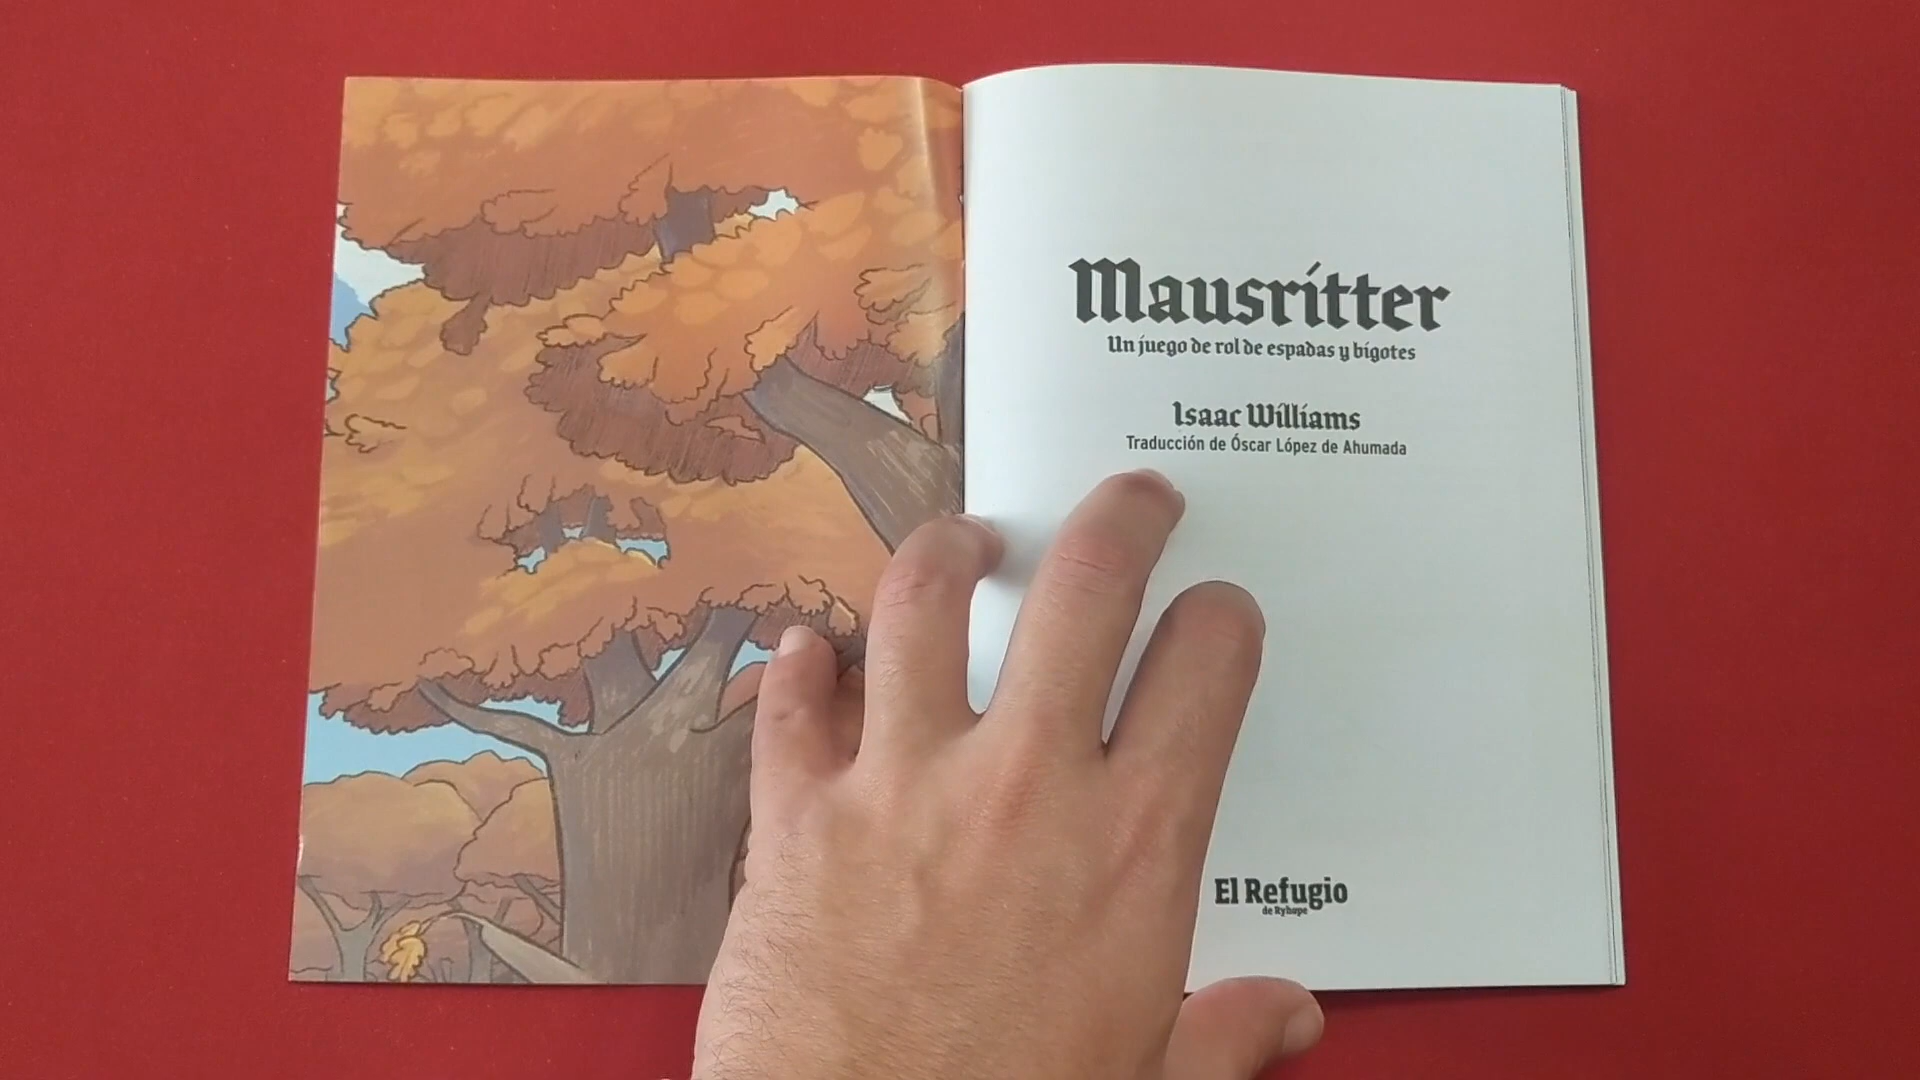 Mausritter
Un juego de rol de espadas y bigotes
Isaac Williams
Traducción de Óscar López de Ahumada
El Refugio
de Ryhope